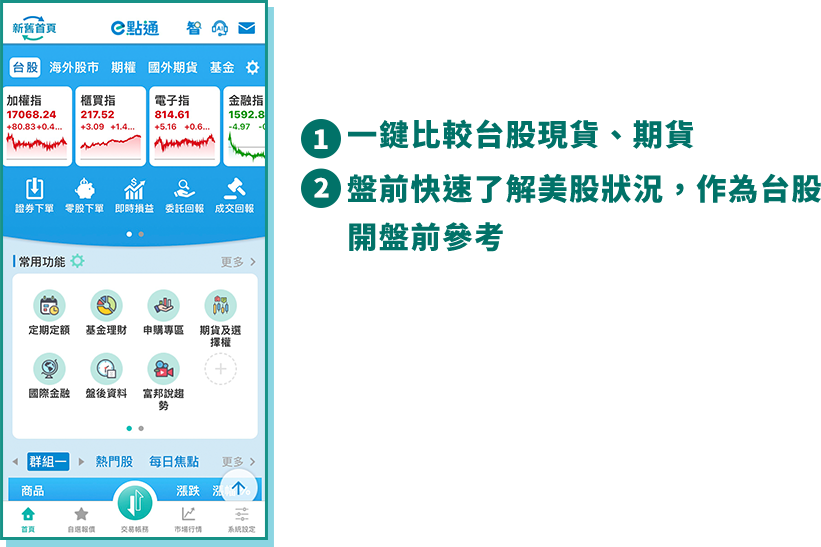 新舊首頁
e點通
智
AI
台股 海外股市 期權 國外期貨 基金
加權指 櫃買指 電子指 金融指
17068.24 217.52 814.61 1592.8
+80.83+0.4... +3.09 +1.4... +5.16 +0.6... -4.97
證券下單 零股下單 即時損益 委託回報 成交回報
常用功能 更多
定期定額 基金理財 申購專區 期貨及選
擇權
國際金融 盤後資料 富邦說趨
勢
群組一 熱門股 每日焦點 更多
商品 漲跌
首頁 自選報價 交易帳務 市場行情 系統設定
1 一鍵比較台股現貨、期貨
2 盤前快速了解美股狀況，作為台股
開盤前參考